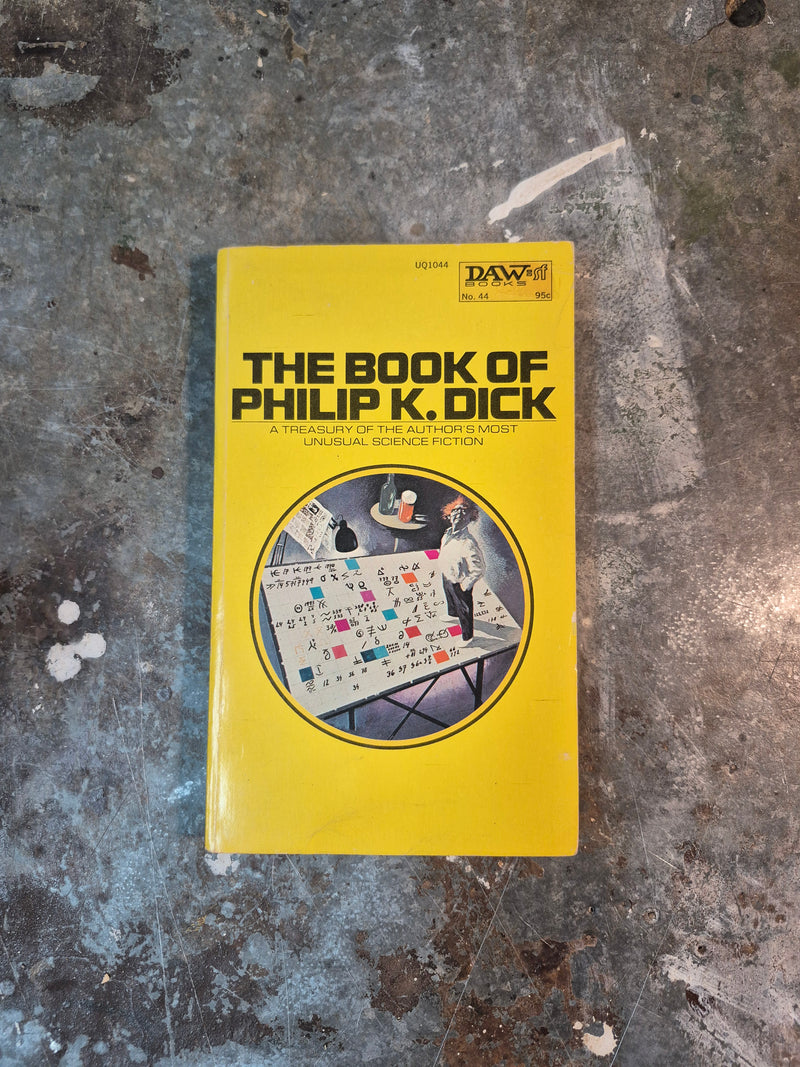 UQ1044
DAW sf
BOOKS
No. 44 95c
THE BOOK OF
PHILIP K. DICK
A TREASURY OF THE AUTHOR'S MOST
UNUSUAL SCIENCE FICTION